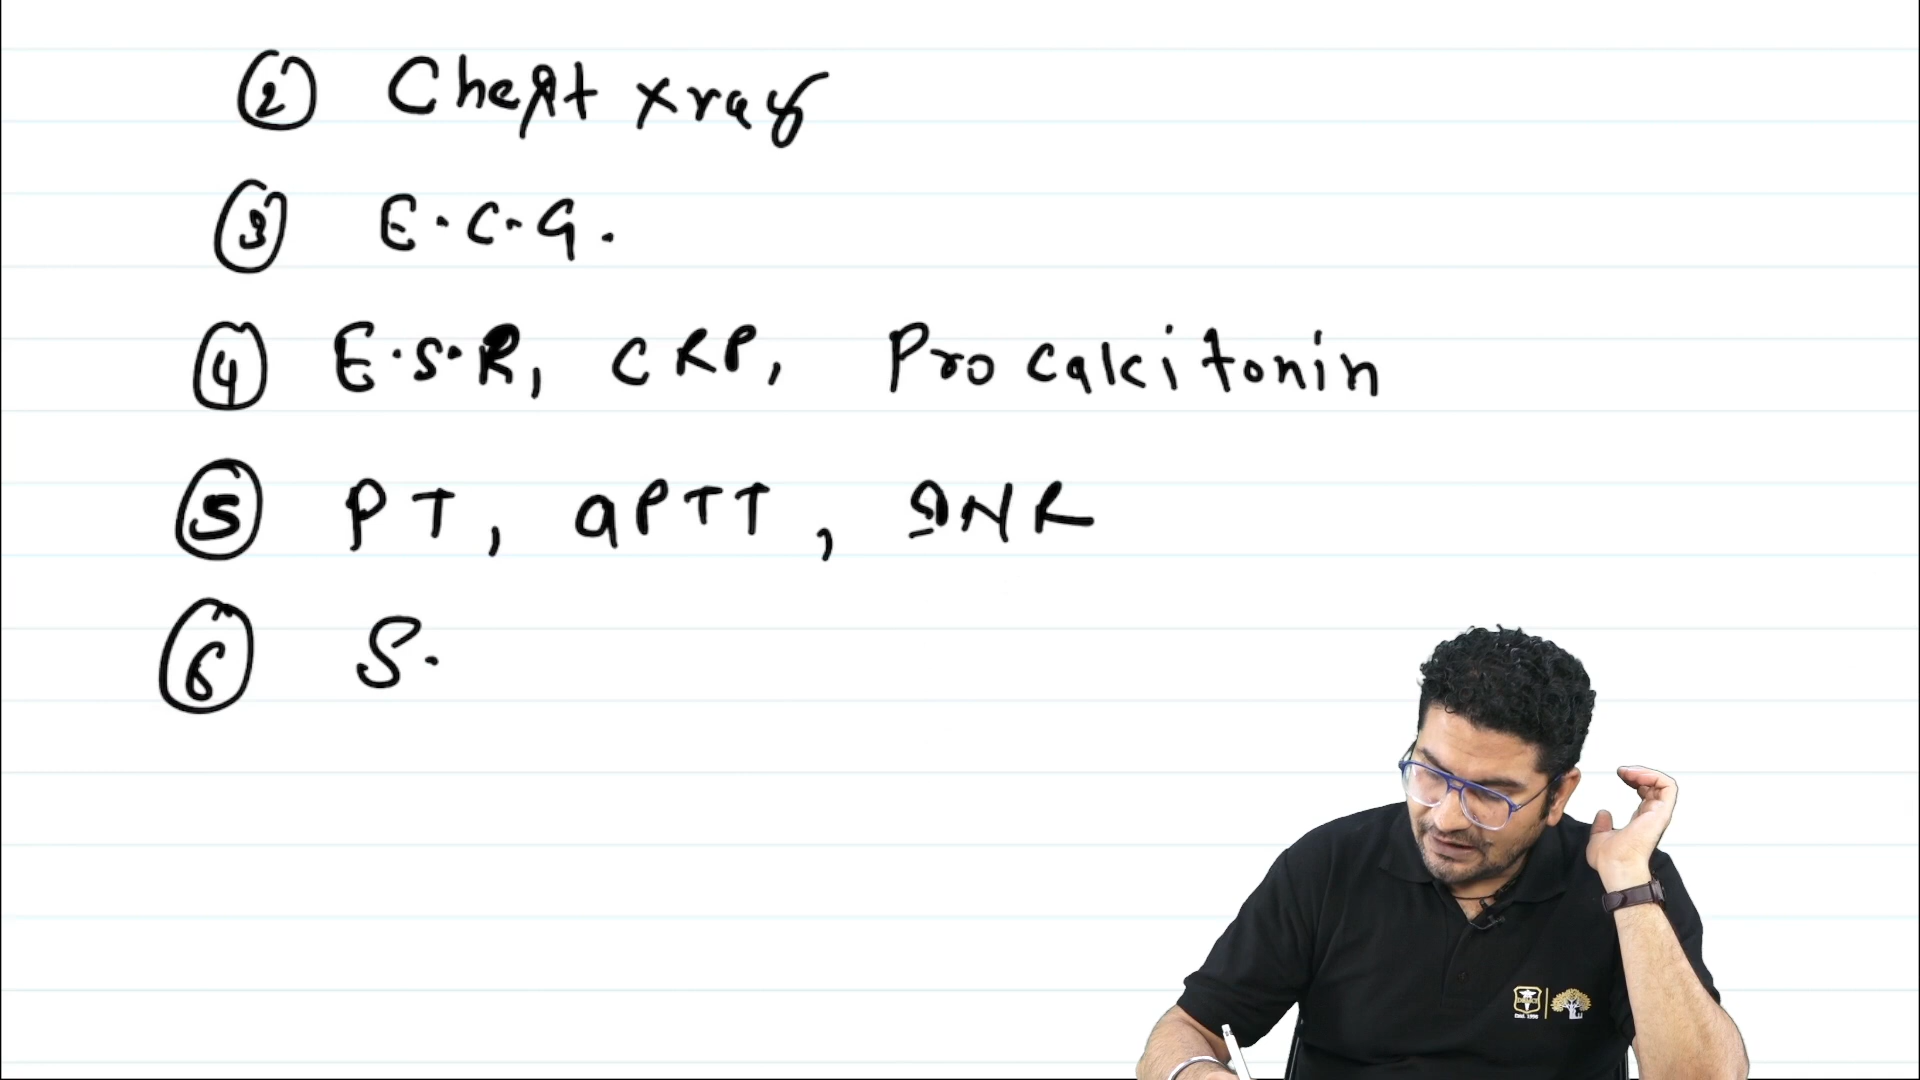 2 Chest xray
3 E.C.G.
4 E.S.R, CRP, Procalcitonin
5 PT, aPTT, INR
6 S.